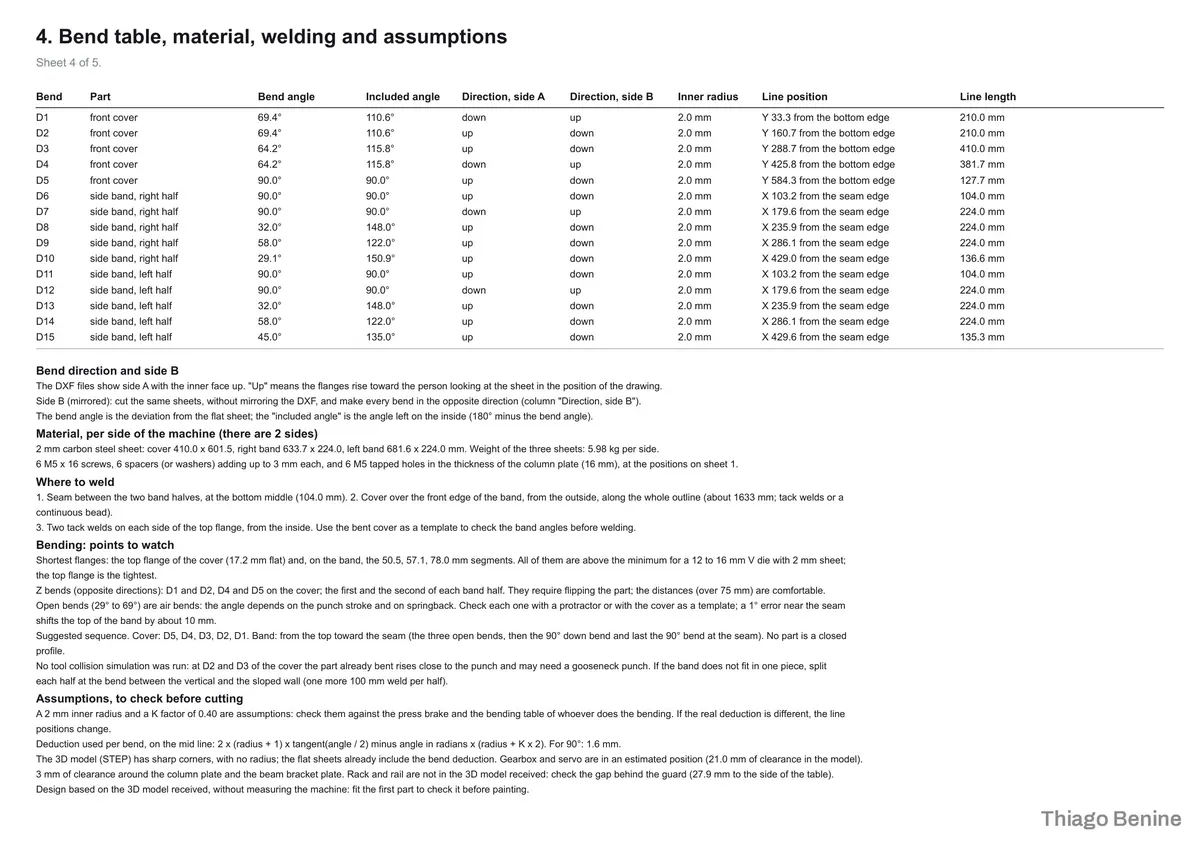 4. Bend table, material, welding and assumptions
Sheet 4 of 5.
Bend Part Bend angle Included angle Direction, side A Direction, side B Inner radius Line position Line length
D1 front cover 69.4° 110.6° down up 2.0 mm Y 33.3 from the bottom edge 210.0 mm
D2 front cover 69.4° 110.6° up down 2.0 mm Y 160.7 from the bottom edge 210.0 mm
D3 front cover 64.2° 115.8° up down 2.0 mm Y 288.7 from the bottom edge 410.0 mm
D4 front cover 64.2° 115.8° down up 2.0 mm Y 425.8 from the bottom edge 381.7 mm
D5 front cover 90.0° 90.0° up down 2.0 mm Y 584.3 from the bottom edge 127.7 mm
D6 side band, right half 90.0° 90.0° up down 2.0 mm X 103.2 from the seam edge 104.0 mm
D7 side band, right half 90.0° 90.0° down up 2.0 mm X 179.6 from the seam edge 224.0 mm
D8 side band, right half 32.0° 148.0° up down 2.0 mm X 235.9 from the seam edge 224.0 mm
D9 side band, right half 58.0° 122.0° up down 2.0 mm X 286.1 from the seam edge 224.0 mm
D10 side band, right half 29.1° 150.9° up down 2.0 mm X 429.0 from the seam edge 136.6 mm
D11 side band, left half 90.0° 90.0° up down 2.0 mm X 103.2 from the seam edge 104.0 mm
D12 side band, left half 90.0° 90.0° down up 2.0 mm X 179.6 from the seam edge 224.0 mm
D13 side band, left half 32.0° 148.0° up down 2.0 mm X 235.9 from the seam edge 224.0 mm
D14 side band, left half 58.0° 122.0° up down 2.0 mm X 286.1 from the seam edge 224.0 mm
D15 side band, left half 45.0° 135.0° up down 2.0 mm X 429.6 from the seam edge 135.3 mm
Bend direction and side B
The DXF files show side A with the inner face up. "Up" means the flanges rise toward the person looking at the sheet in the position of the drawing.
Side B (mirrored): cut the same sheets, without mirroring the DXF, and make every bend in the opposite direction (column "Direction, side B").
The bend angle is the deviation from the flat sheet; the "included angle" is the angle left on the inside (180° minus the bend angle).
Material, per side of the machine (there are 2 sides)
2 mm carbon steel sheet: cover 410.0 x 601.5, right band 633.7 x 224.0, left band 681.6 x 224.0 mm. Weight of the three sheets: 5.98 kg per side.
6 M5 x 16 screws, 6 spacers (or washers) adding up to 3 mm each, and 6 M5 tapped holes in the thickness of the column plate (16 mm), at the positions on sheet 1.
Where to weld
1. Seam between the two band halves, at the bottom middle (104.0 mm). 2. Cover over the front edge of the band, from the outside, along the whole outline (about 1633 mm; tack welds or a
continuous bead).
3. Two tack welds on each side of the top flange, from the inside. Use the bent cover as a template to check the band angles before welding.
Bending: points to watch
Shortest flanges: the top flange of the cover (17.2 mm flat) and, on the band, the 50.5, 57.1, 78.0 mm segments. All of them are above the minimum for a 12 to 16 mm V die with 2 mm sheet;
the top flange is the tightest.
Z bends (opposite directions): D1 and D2, D4 and D5 on the cover; the first and the second of each band half. They require flipping the part; the distances (over 75 mm) are comfortable.
Open bends (29° to 69°) are air bends: the angle depends on the punch stroke and on springback. Check each one with a protractor or with the cover as a template; a 1° error near the seam
shifts the top of the band by about 10 mm.
Suggested sequence. Cover: D5, D4, D3, D2, D1. Band: from the top toward the seam (the three open bends, then the 90° down bend and last the 90° bend at the seam). No part is a closed
profile.
No tool collision simulation was run: at D2 and D3 of the cover the part already bent rises close to the punch and may need a gooseneck punch. If the band does not fit in one piece, split
each half at the bend between the vertical and the sloped wall (one more 100 mm weld per half).
Assumptions, to check before cutting
A 2 mm inner radius and a K factor of 0.40 are assumptions: check them against the press brake and the bending table of whoever does the bending. If the real deduction is different, the line
positions change.
Deduction used per bend, on the mid line: 2 x (radius + 1) x tangent(angle / 2) minus angle in radians x (radius + K x 2). For 90°: 1.6 mm.
The 3D model (STEP) has sharp corners, with no radius; the flat sheets already include the bend deduction. Gearbox and servo are in an estimated position (21.0 mm of clearance in the model).
3 mm of clearance around the column plate and the beam bracket plate. Rack and rail are not in the 3D model received: check the gap behind the guard (27.9 mm to the side of the table).
Design based on the 3D model received, without measuring the machine: fit the first part to check it before painting.
Thiago Benine